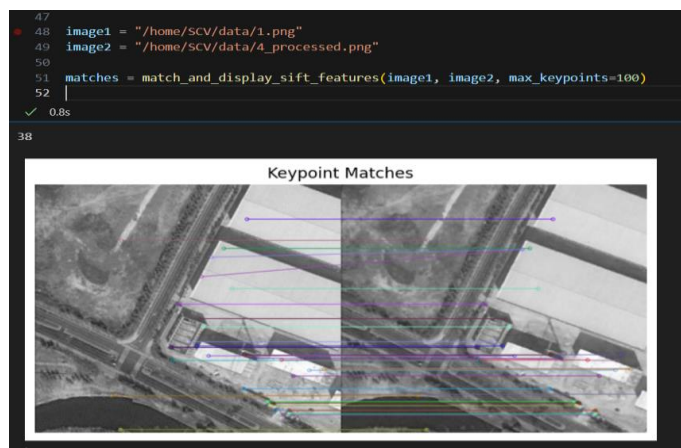 47
48 image1 = "/home/SCV/data/1.png"
49 image2 = "/home/SCV/data/4_processed.png"
50
51 matches = match_and_display_sift_features(image1, image2, max_keypoints=100)
52
✓ 0.8s
38
Keypoint Matches